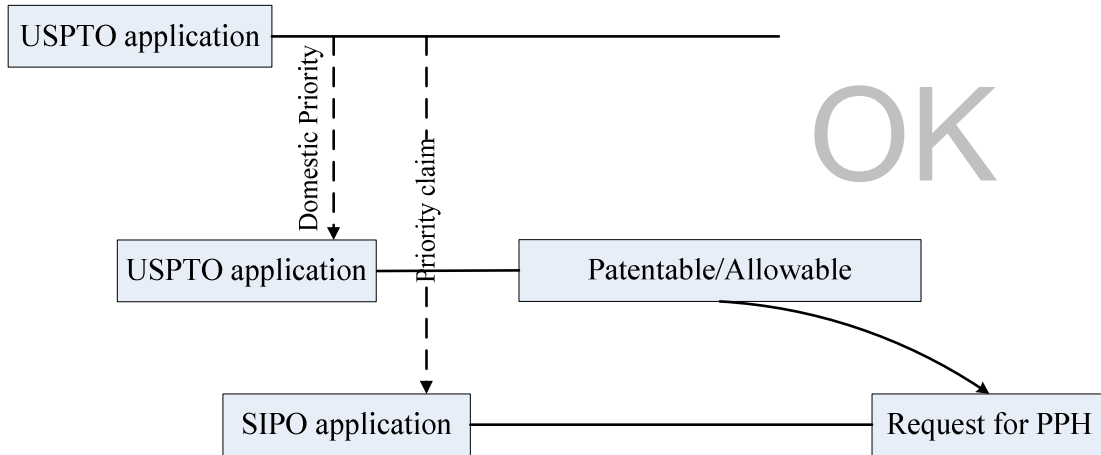 USPTO application
OK
Domestic Priority
Priority claim
USPTO application
Patentable/Allowable
SIPO application
Request for PPH